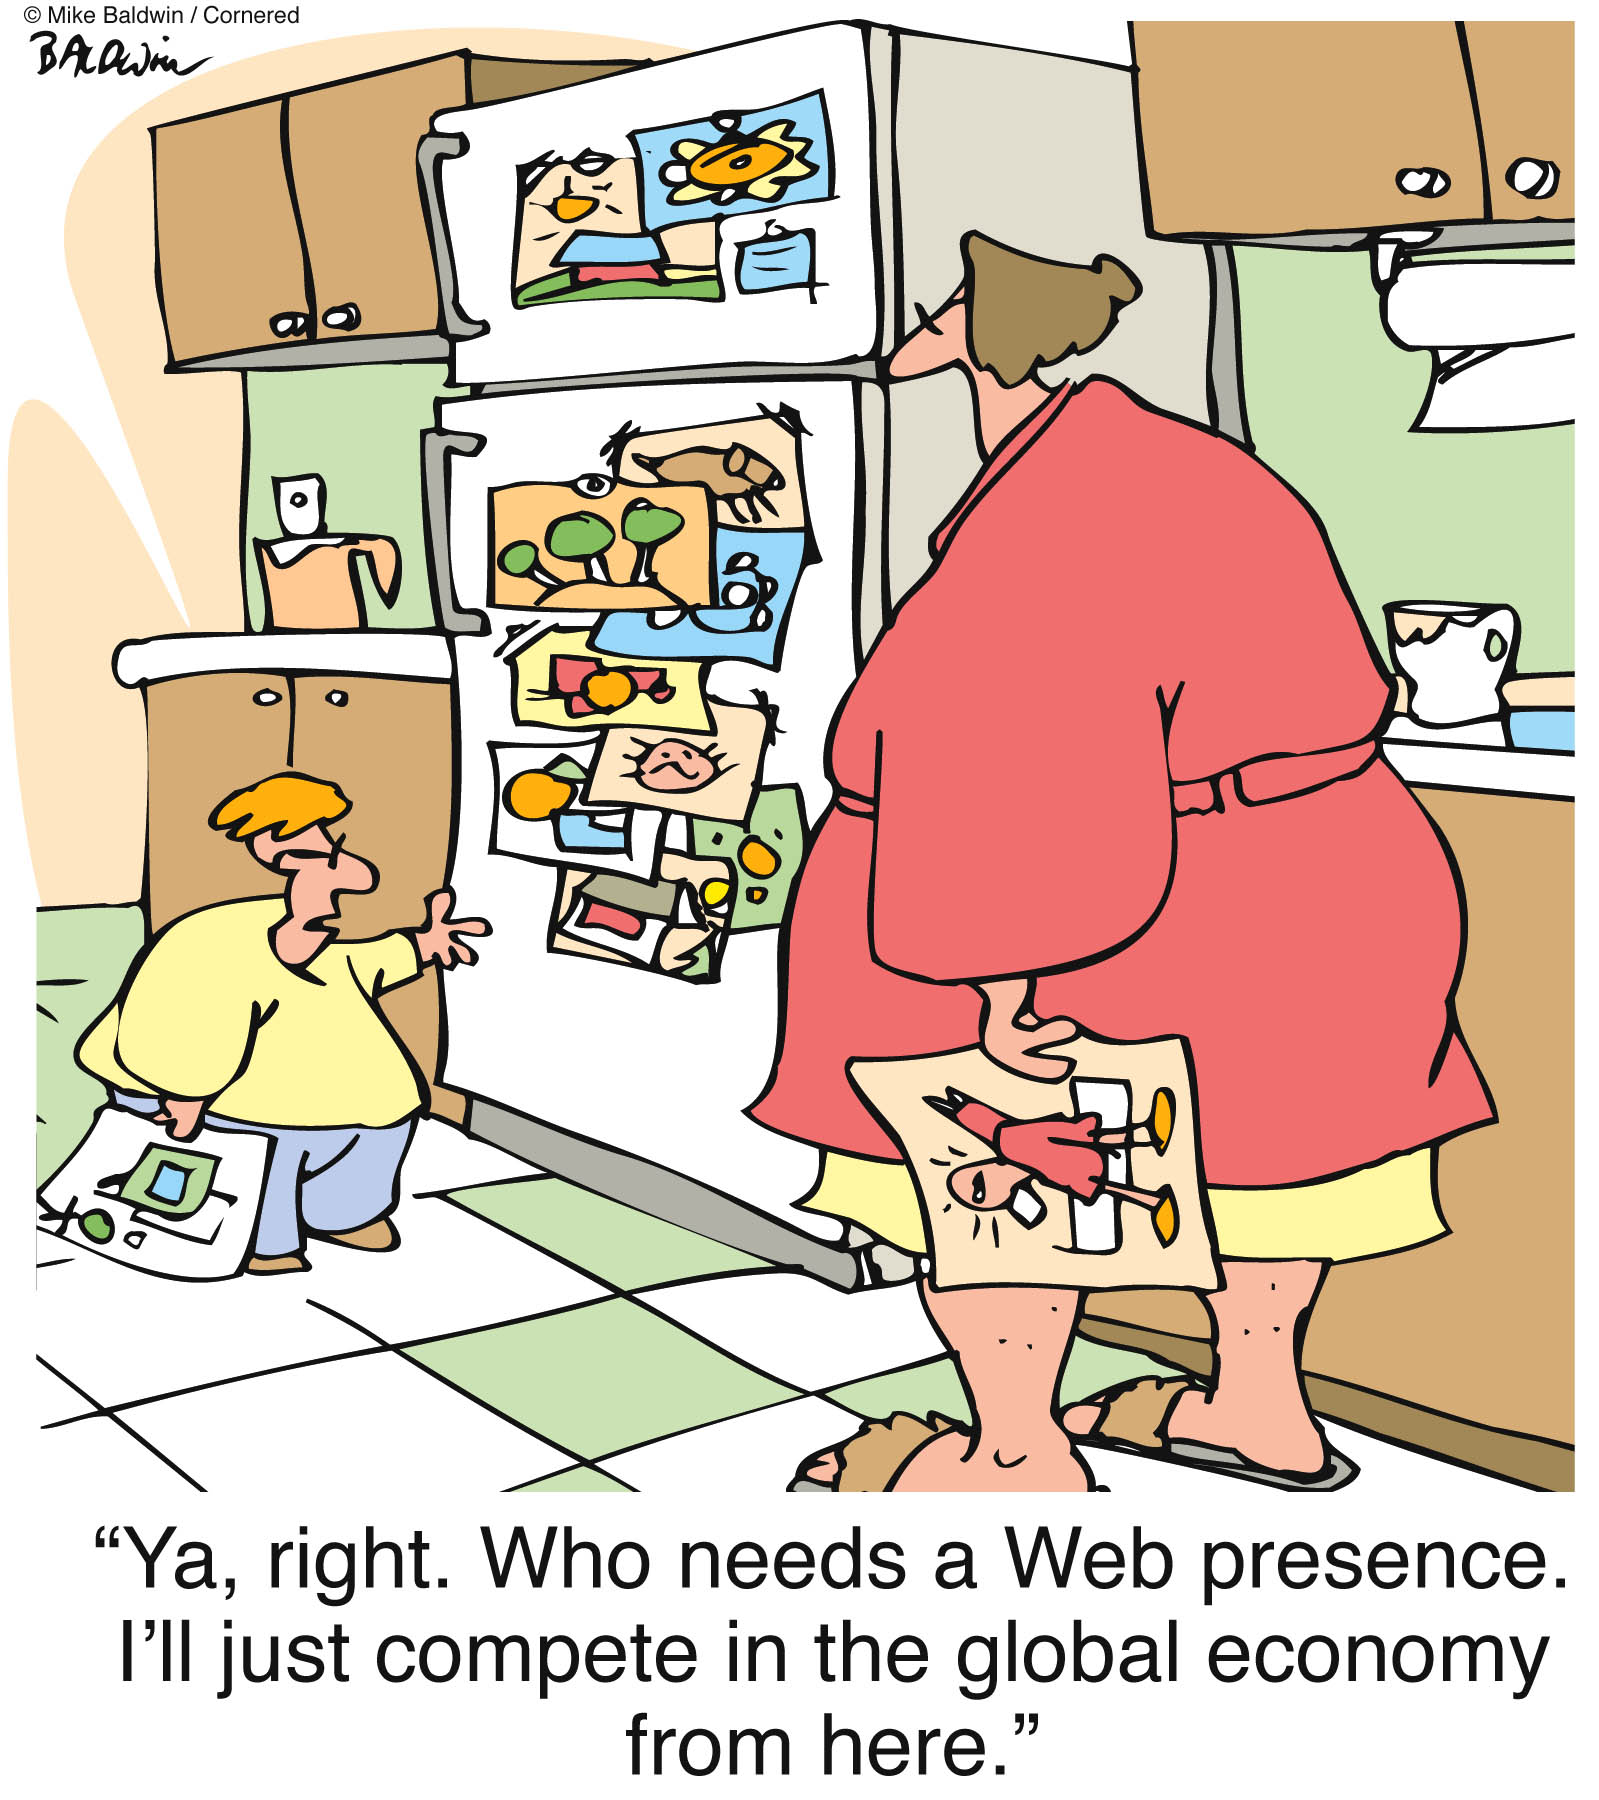 © Mike Baldwin / Cornered
BALDWin
“Ya, right. Who needs a Web presence.
I’ll just compete in the global economy
from here.”